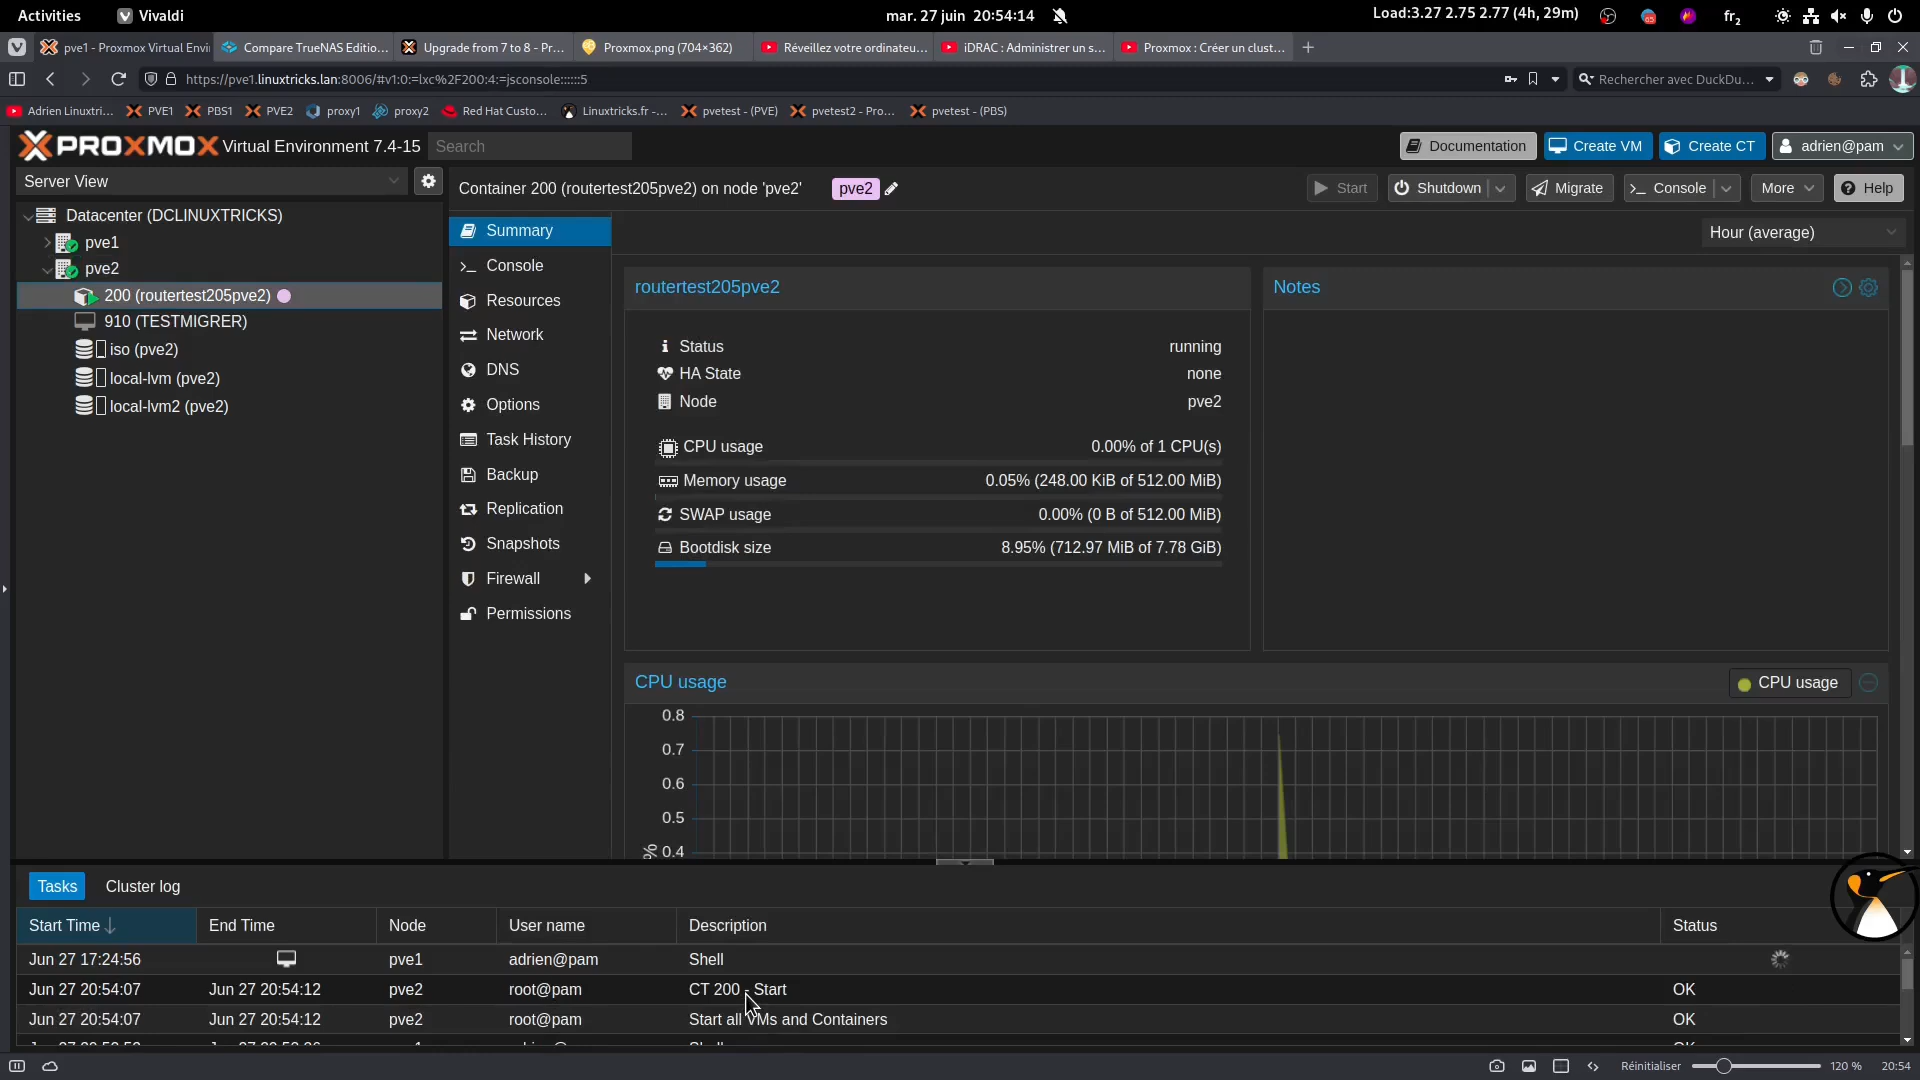 Activities
Vivaldi
mar. 27 juin 20:54:14
Load:3.27 2.75 2.77 (4h, 29m)
fr2
pve1 - Proxmox Virtual Envi
Compare TrueNAS Editio...
Upgrade from 7 to 8 - Pr...
Proxmox.png (704×362)
Réveillez votre ordinateu...
iDRAC : Administrer un s...
Proxmox : Créer un clust...
https://pve1.linuxtricks.lan:8006/#v1:0:=lxc%2F200:4:=jsconsole::::::5
Rechercher avec DuckDu...
Adrien Linuxtri...
PVE1
PBS1
PVE2
proxy1
proxy2
Red Hat Custo...
Linuxtricks.fr -...
pvetest - (PVE)
pvetest2 - Pro...
pvetest - (PBS)
PROXMOX Virtual Environment 7.4-15
Search
Documentation
Create VM
Create CT
adrien@pam
Server View
Container 200 (routertest205pve2) on node 'pve2'
pve2
Start
Shutdown
Migrate
Console
More
Help
Datacenter (DCLINUXTRICKS)
pve1
pve2
200 (routertest205pve2)
910 (TESTMIGRER)
iso (pve2)
local-lvm (pve2)
local-lvm2 (pve2)
Summary
Console
Resources
Network
DNS
Options
Task History
Backup
Replication
Snapshots
Firewall
Permissions
Hour (average)
routertest205pve2
Status running
HA State none
Node pve2
CPU usage 0.00% of 1 CPU(s)
Memory usage 0.05% (248.00 KiB of 512.00 MiB)
SWAP usage 0.00% (0 B of 512.00 MiB)
Bootdisk size 8.95% (712.97 MiB of 7.78 GiB)
Notes
CPU usage
CPU usage
0.8
0.7
0.6
0.5
0.4
%
Tasks
Cluster log
Start Time End Time Node User name Description Status
Jun 27 17:24:56 pve1 adrien@pam Shell
Jun 27 20:54:07 Jun 27 20:54:12 pve2 root@pam CT 200 - Start OK
Jun 27 20:54:07 Jun 27 20:54:12 pve2 root@pam Start all VMs and Containers OK
Réinitialiser
120 %
20:54